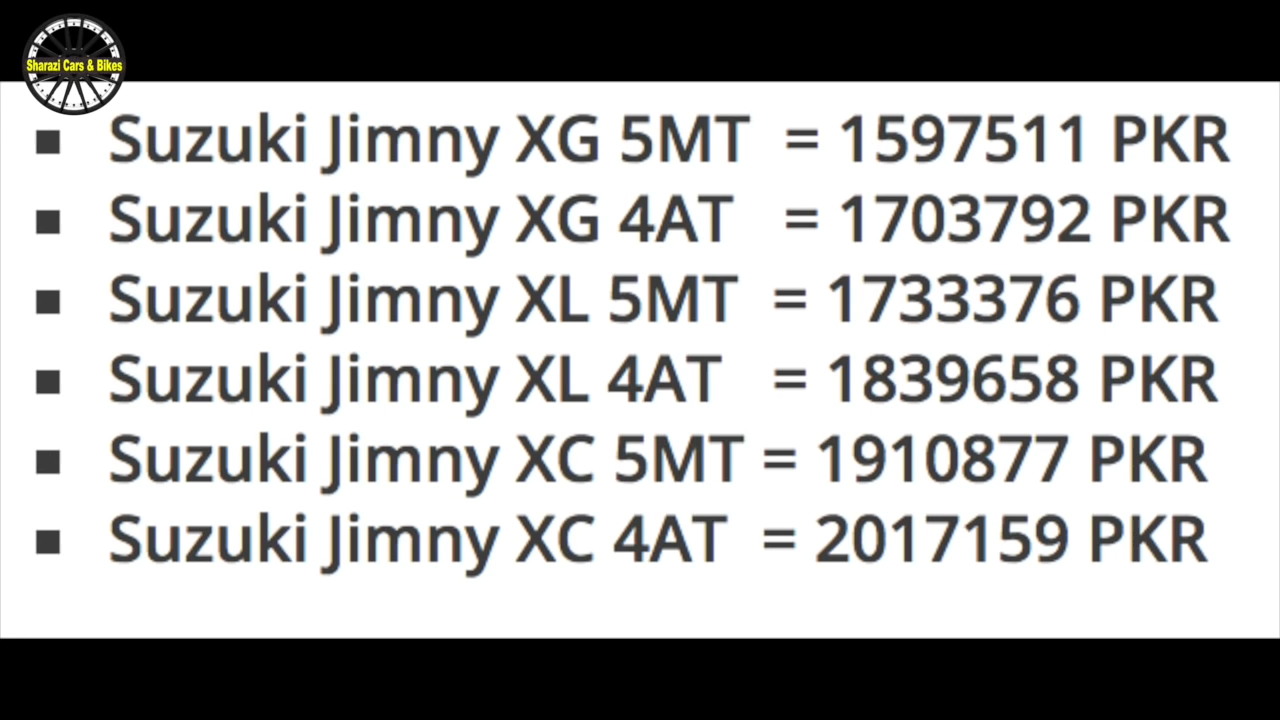 Sharazi Cars & Bikes
▪ Suzuki Jimny XG 5MT = 1597511 PKR
▪ Suzuki Jimny XG 4AT = 1703792 PKR
▪ Suzuki Jimny XL 5MT = 1733376 PKR
▪ Suzuki Jimny XL 4AT = 1839658 PKR
▪ Suzuki Jimny XC 5MT = 1910877 PKR
▪ Suzuki Jimny XC 4AT = 2017159 PKR